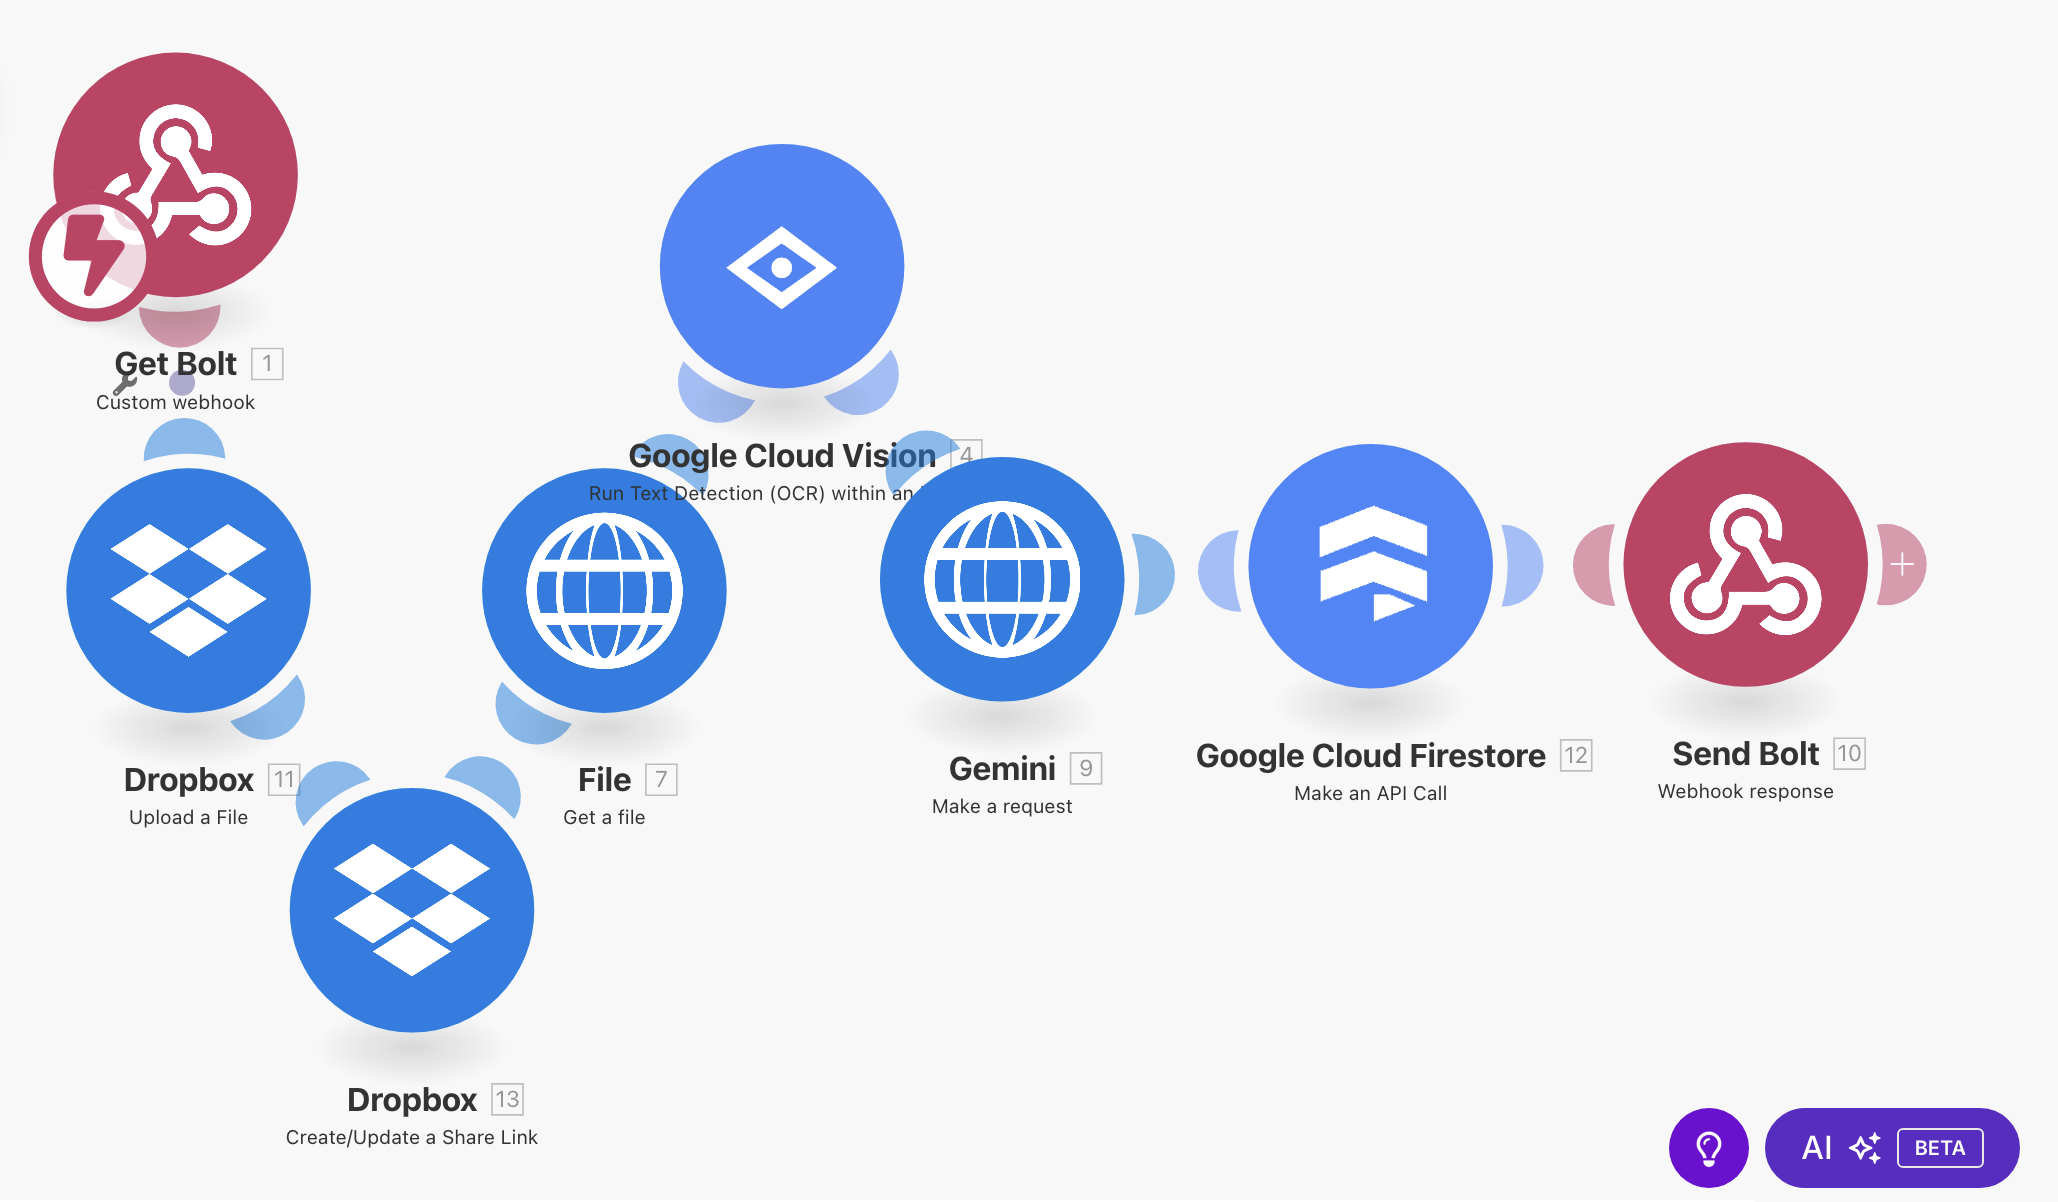 Get Bolt 1
Custom webhook
Google Cloud Vision 4
Run Text Detection (OCR) within an
Dropbox 11
Upload a File
File 7
Get a file
Gemini 9
Make a request
Google Cloud Firestore 12
Make an API Call
Send Bolt 10
Webhook response
Dropbox 13
Create/Update a Share Link
AI BETA